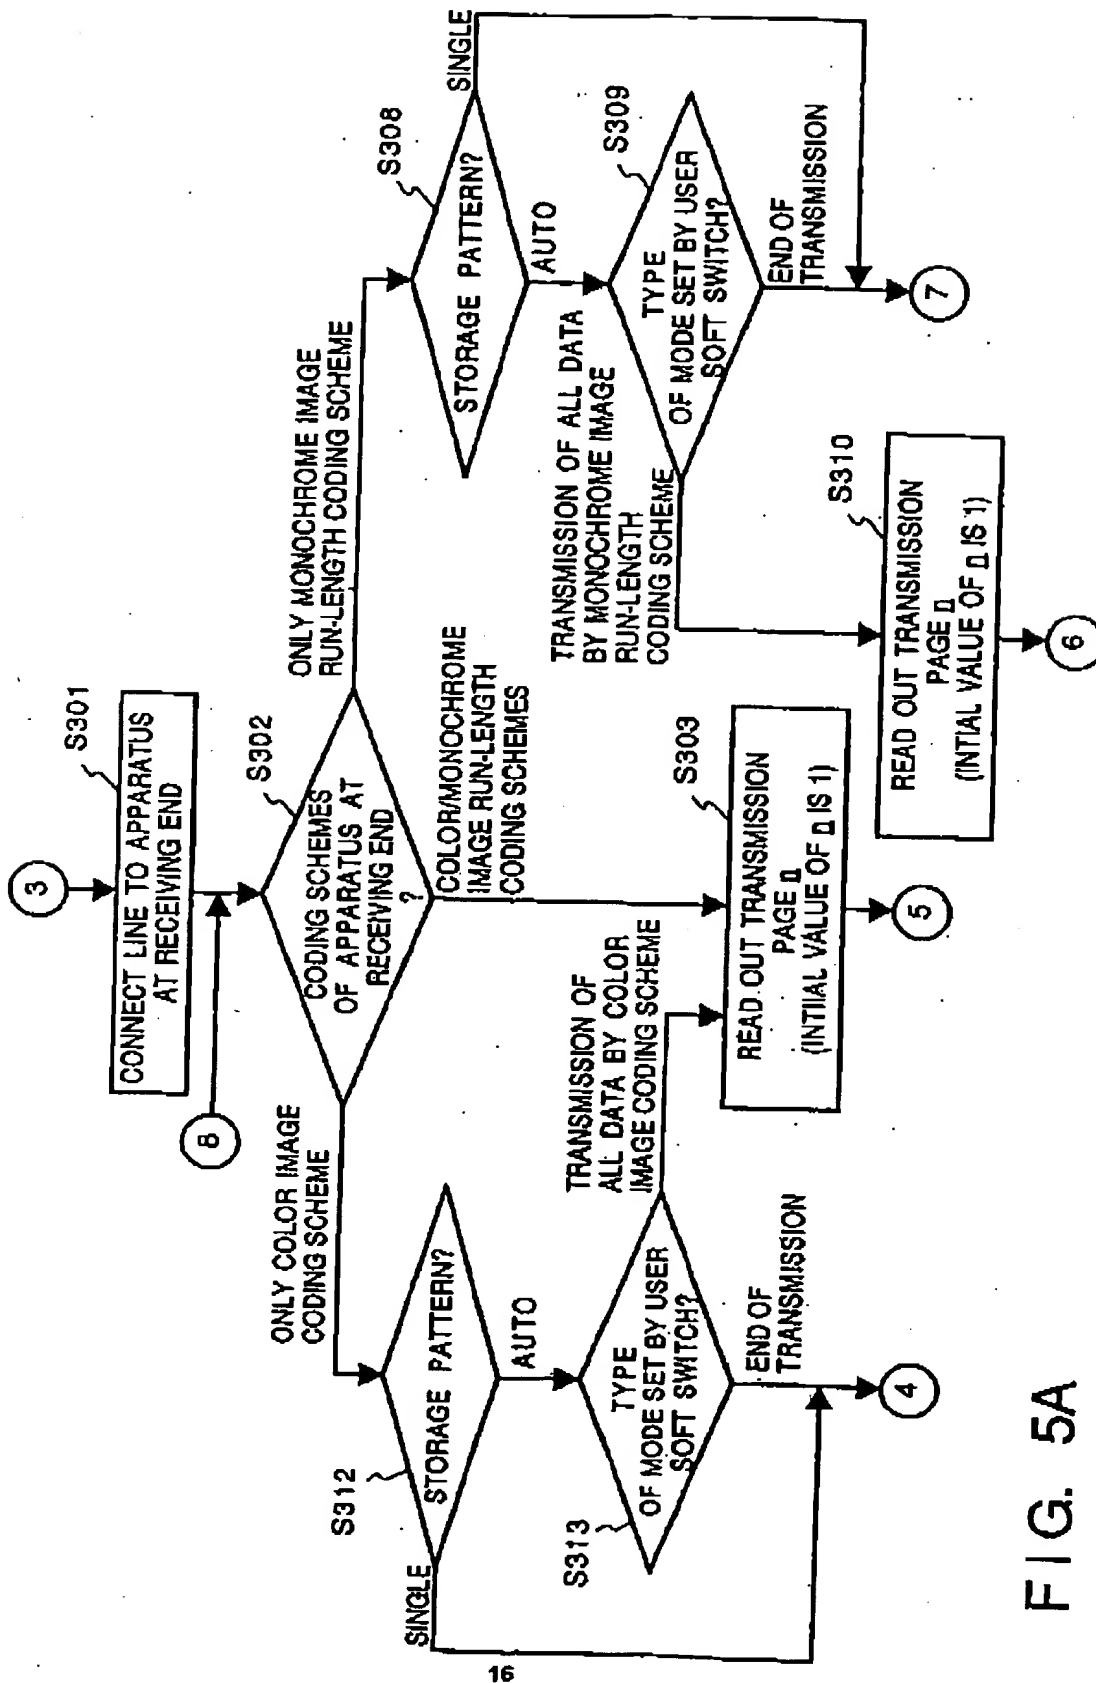 3
S301
CONNECT LINE TO APPARATUS
AT RECEIVING END
8
S302
CODING SCHEMES
OF APPARATUS AT
RECEIVING END
?
ONLY COLOR IMAGE
CODING SCHEME
ONLY MONOCHROME IMAGE
RUN-LENGTH CODING SCHEME
COLOR/MONOCHROME
IMAGE RUN-LENGTH
CODING SCHEMES
S312
STORAGE PATTERN?
SINGLE
AUTO
S313
TYPE
OF MODE SET BY USER
SOFT SWITCH?
TRANSMISSION OF
ALL DATA BY COLOR
IMAGE CODING SCHEME
END OF
TRANSMISSION
4
S303
READ OUT TRANSMISSION
PAGE n
(INTIIAL VALUE OF n IS 1)
5
S308
STORAGE PATTERN?
SINGLE
AUTO
S309
TYPE
OF MODE SET BY USER
SOFT SWITCH?
TRANSMISSION OF ALL DATA
BY MONOCHROME IMAGE
RUN-LENGTH
CODING SCHEME
END OF
TRANSMISSION
7
S310
READ OUT TRANSMISSION
PAGE n
(INTIAL VALUE OF n IS 1)
6
FIG. 5A
16